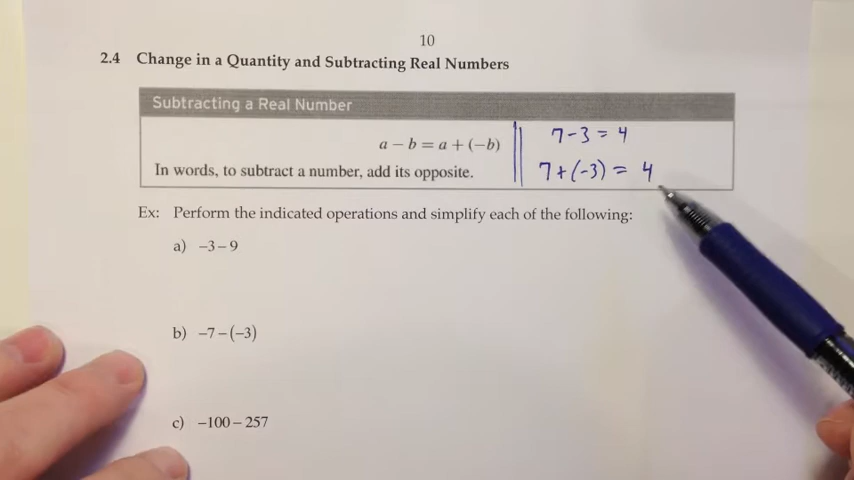 10
2.4 Change in a Quantity and Subtracting Real Numbers
Subtracting a Real Number
a − b = a + (−b)
7 - 3 = 4
In words, to subtract a number, add its opposite.
7 + (-3) = 4
Ex: Perform the indicated operations and simplify each of the following:
a) −3 − 9
b) −7 − (−3)
c) −100 − 257